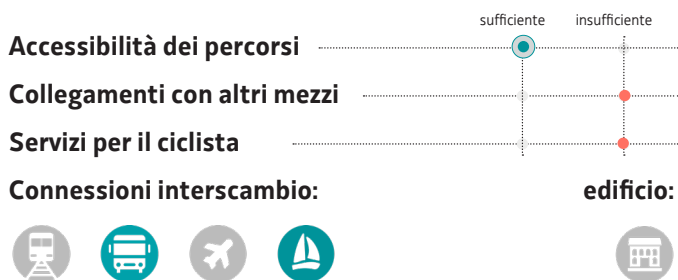 sufficiente insufficiente
Accessibilità dei percorsi
Collegamenti con altri mezzi
Servizi per il ciclista
Connessioni interscambio: edificio: